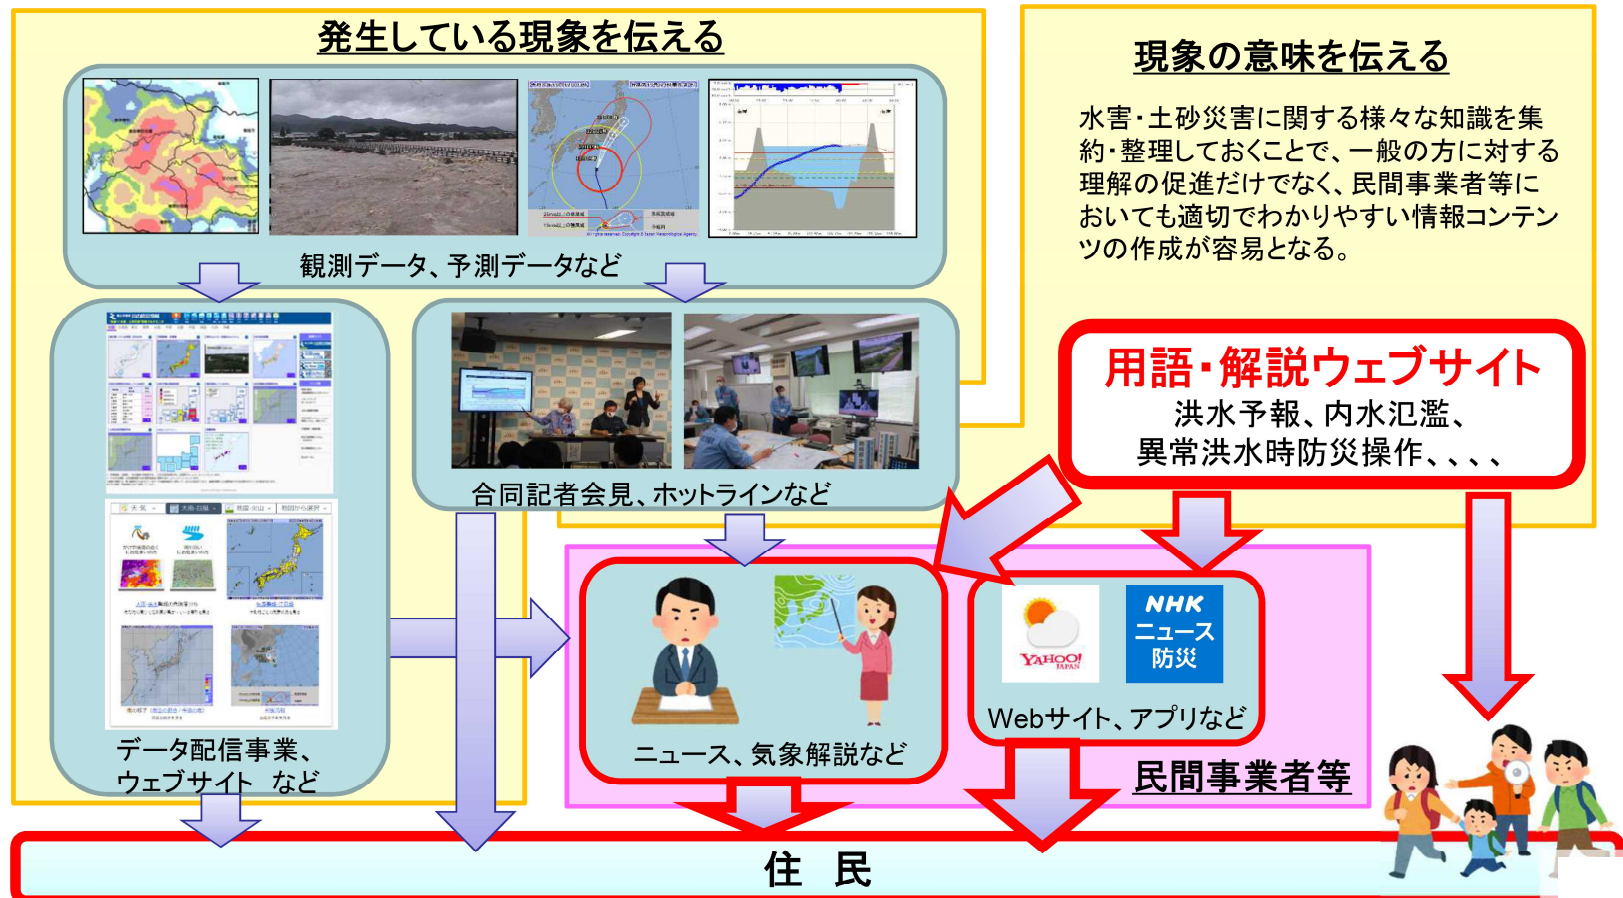 発生している現象を伝える
観測データ、予測データなど
データ配信事業、
ウェブサイト など
合同記者会見、ホットラインなど
現象の意味を伝える
水害・土砂災害に関する様々な知識を集
約・整理しておくことで、一般の方に対する
理解の促進だけでなく、民間事業者等に
おいても適切でわかりやすい情報コンテン
ツの作成が容易となる。
用語・解説ウェブサイト
洪水予報、内水氾濫、
異常洪水時防災操作、、、、
ニュース、気象解説など
YAHOO!
JAPAN
NHK
ニュース
防災
Webサイト、アプリなど
民間事業者等
住 民